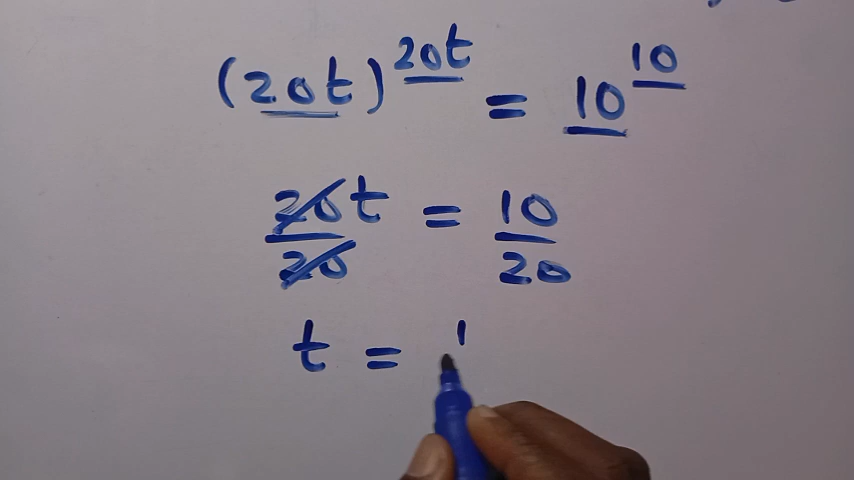 (20t)^20t = 10^10
20t/20 = 10/20
t = 1